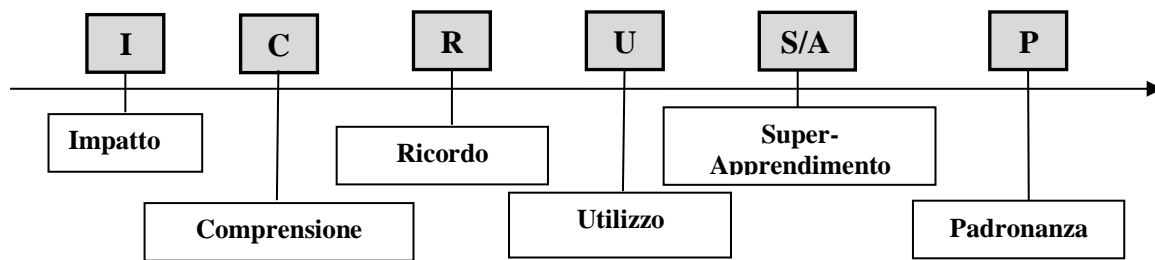 I C R U S/A P
Impatto
Ricordo
Super-
Apprendimento
Comprensione
Utilizzo
Padronanza